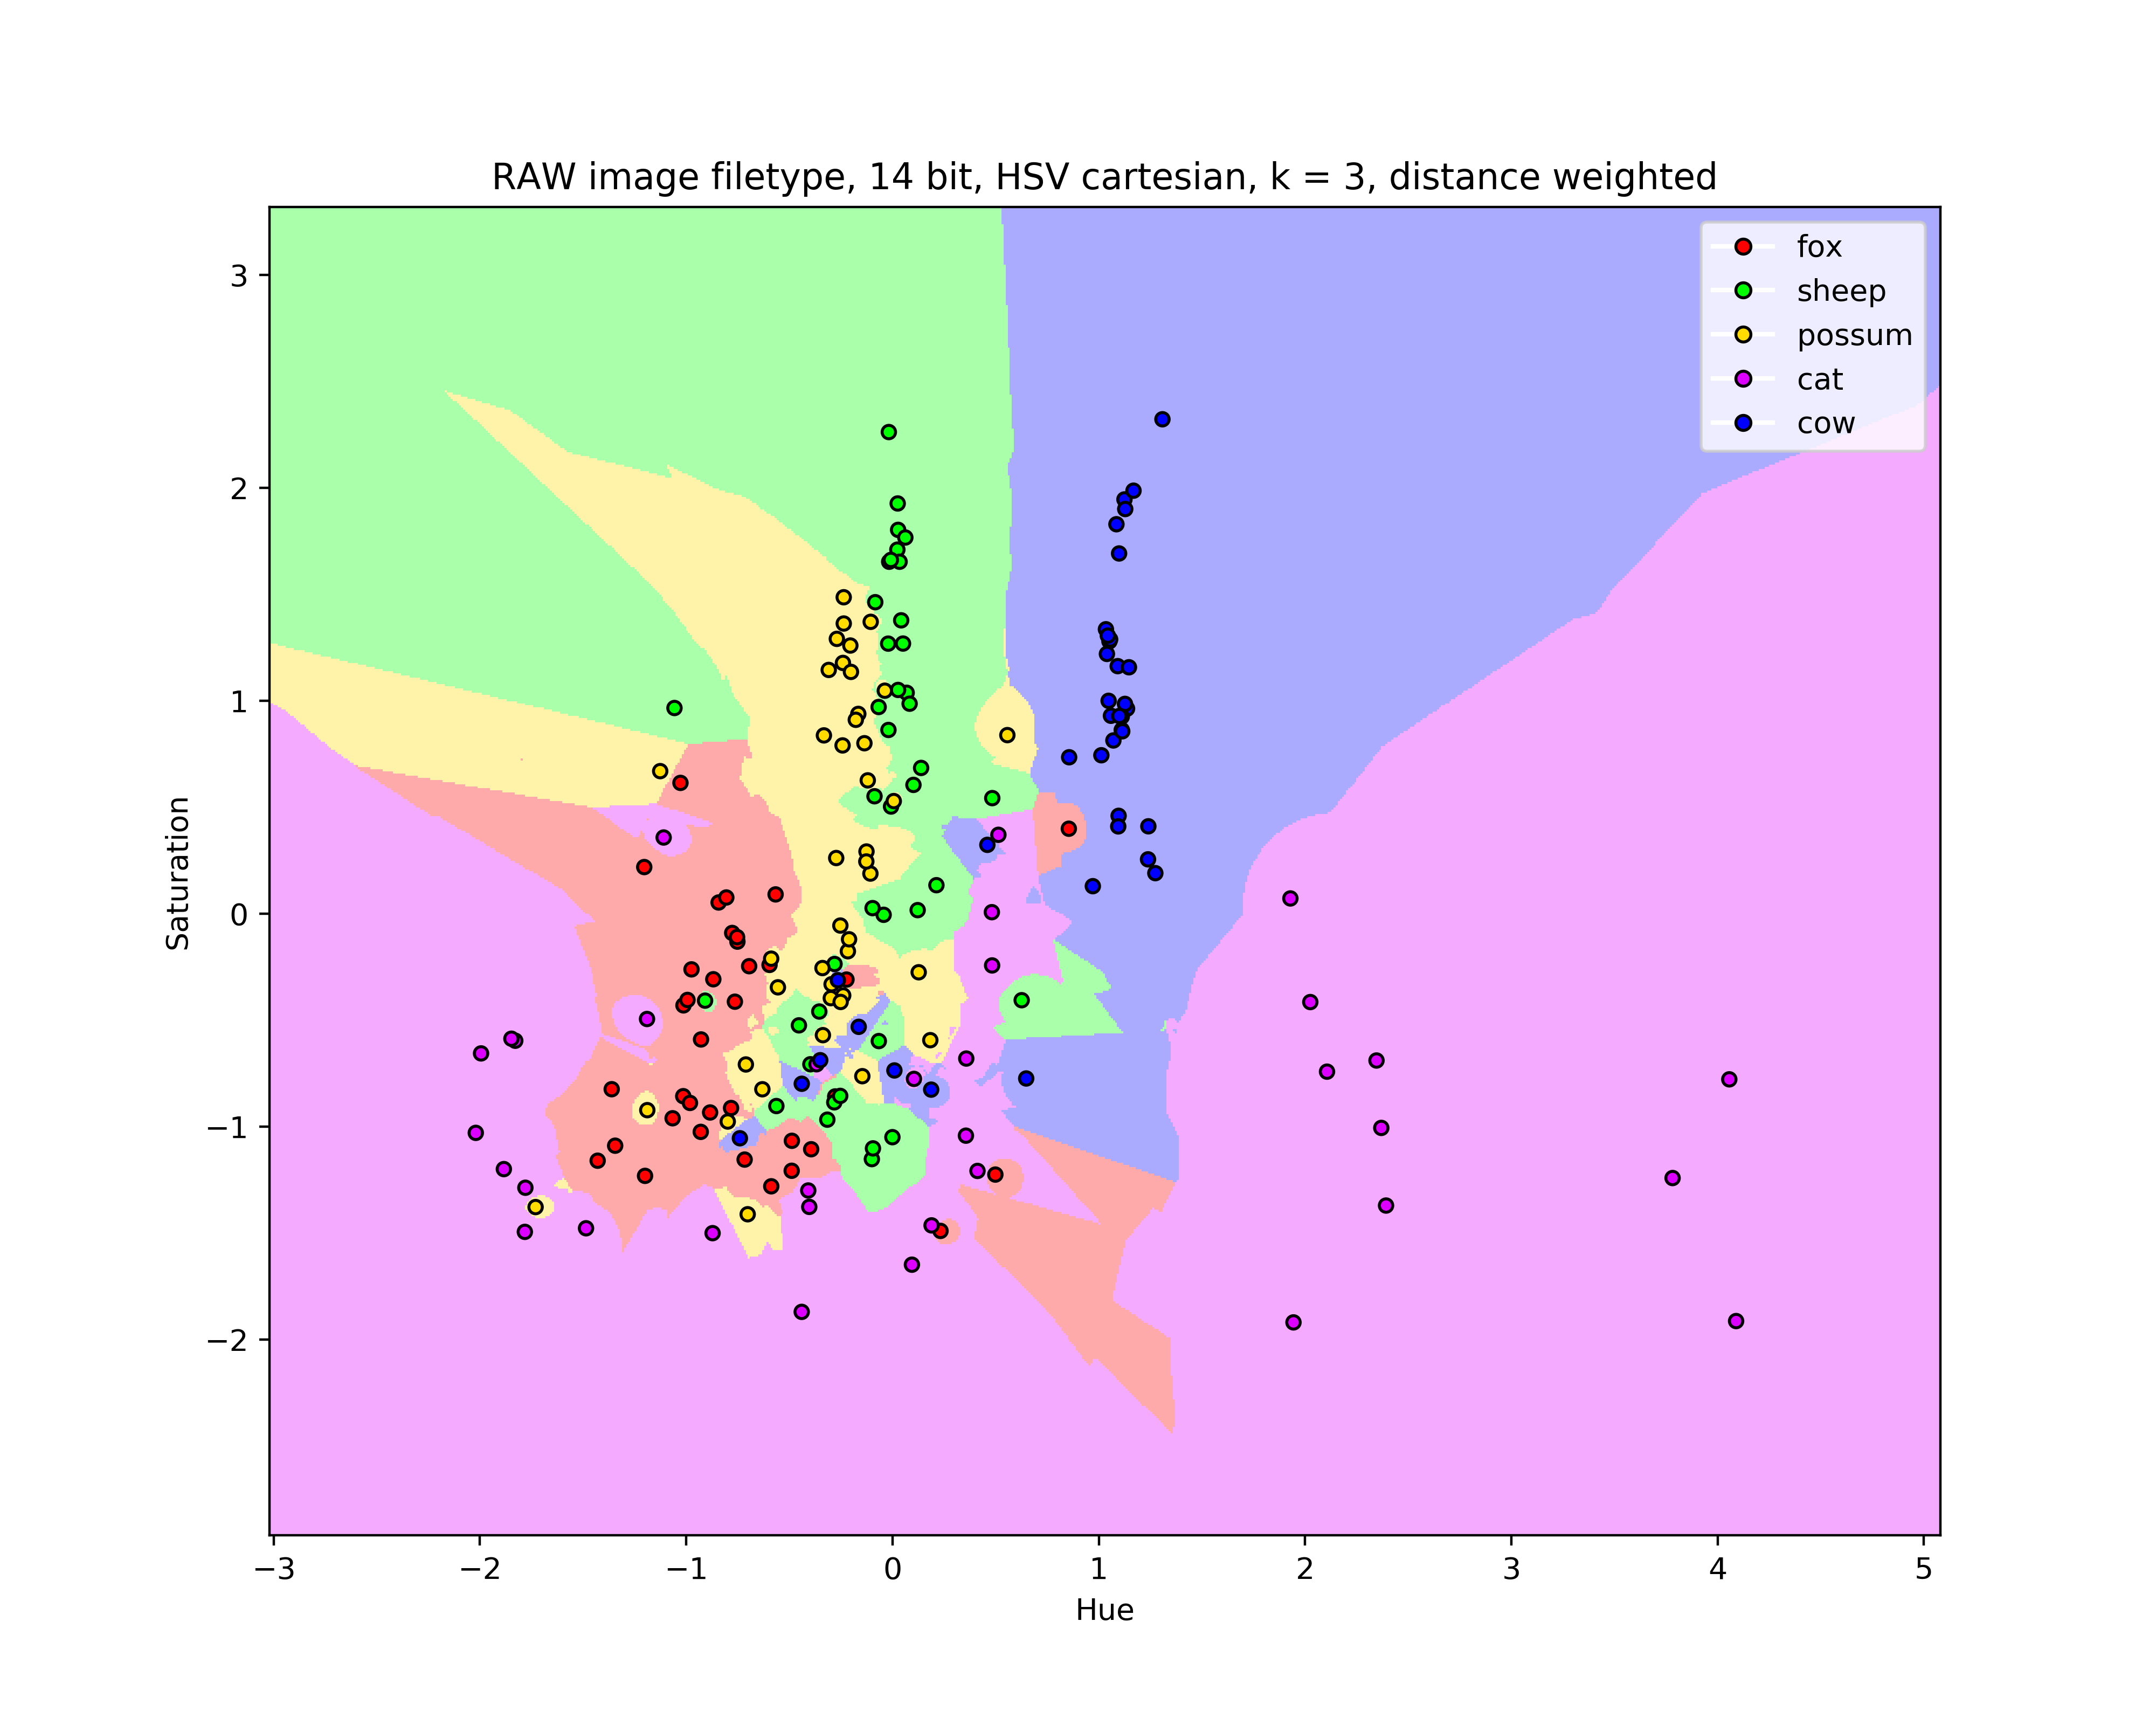 RAW image filetype, 14 bit, HSV cartesian, k = 3, distance weighted
fox
sheep
possum
cat
cow
3
2
1
0
−1
−2
Saturation
−3
−2
−1
0
1
2
3
4
5
Hue